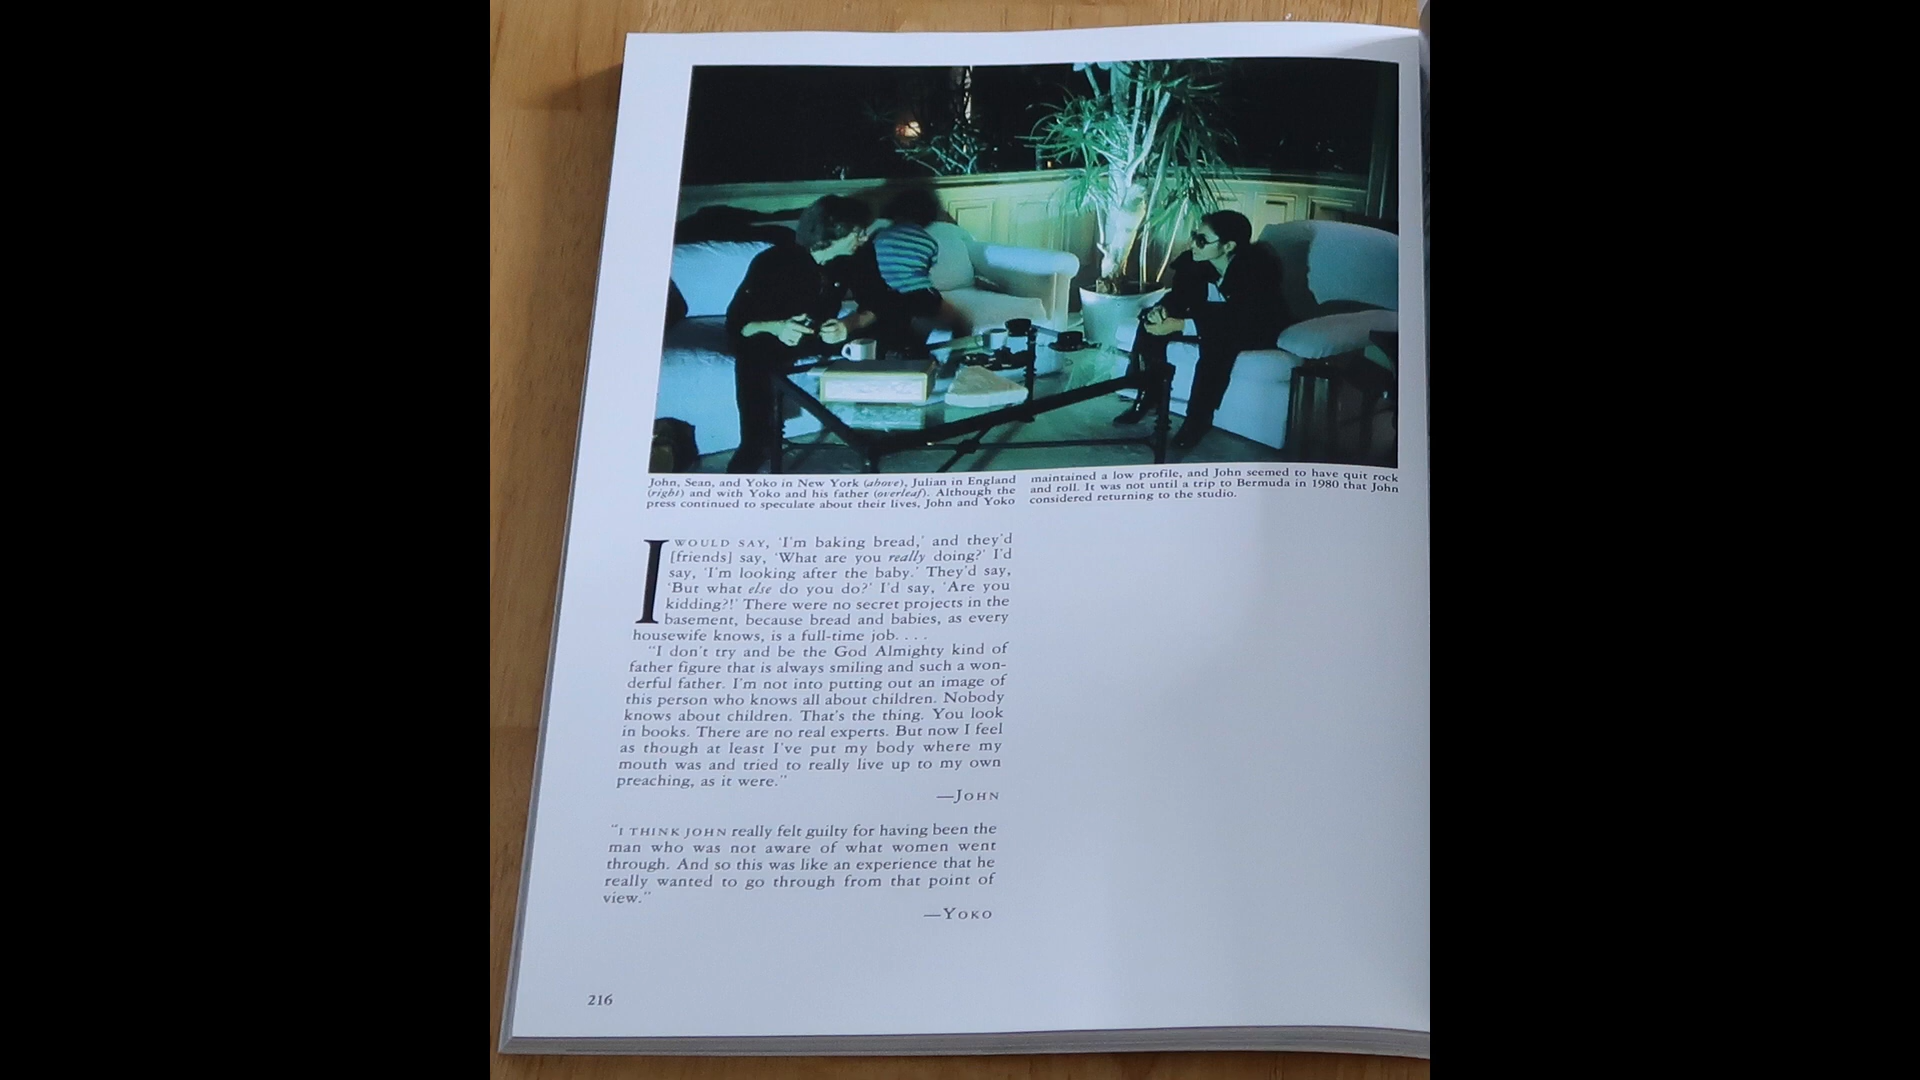 John, Sean, and Yoko in New York (above), Julian in England
(right) and with Yoko and his father (overleaf). Although the
press continued to speculate about their lives, John and Yoko
maintained a low profile, and John seemed to have quit rock
and roll. It was not until a trip to Bermuda in 1980 that John
considered returning to the studio.
I WOULD SAY, 'I'm baking bread,' and they'd
[friends] say, 'What are you really doing?' I'd
say, 'I'm looking after the baby.' They'd say,
'But what else do you do?' I'd say, 'Are you
kidding?!' There were no secret projects in the
basement, because bread and babies, as every
housewife knows, is a full-time job. . . .
"I don't try and be the God Almighty kind of
father figure that is always smiling and such a won-
derful father. I'm not into putting out an image of
this person who knows all about children. Nobody
knows about children. That's the thing. You look
in books. There are no real experts. But now I feel
as though at least I've put my body where my
mouth was and tried to really live up to my own
preaching, as it were."
—JOHN
"I THINK JOHN really felt guilty for having been the
man who was not aware of what women went
through. And so this was like an experience that he
really wanted to go through from that point of
view."
—YOKO
216